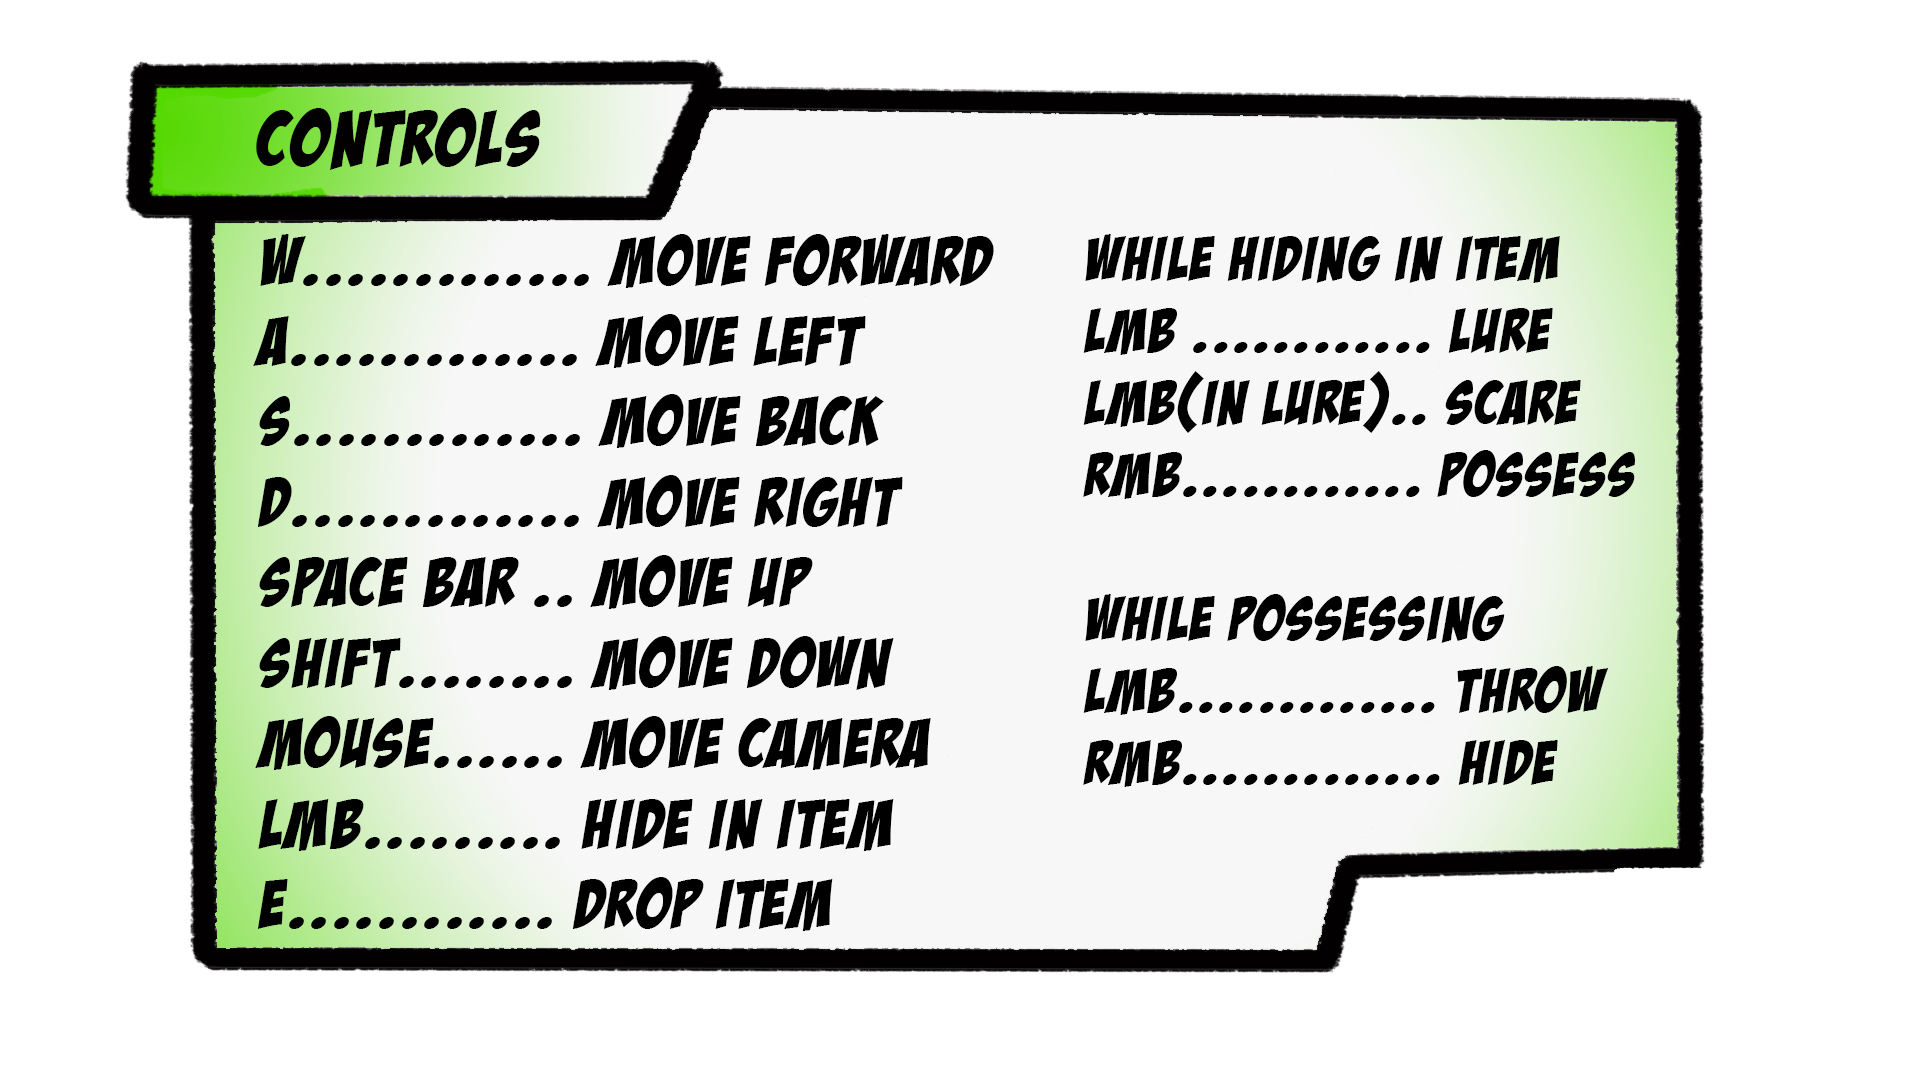 CONTROLS
W............. MOVE FORWARD
A............. MOVE LEFT
S............. MOVE BACK
D............. MOVE RIGHT
SPACE BAR .. MOVE UP
SHIFT........ MOVE DOWN
MOUSE...... MOVE CAMERA
LMB......... HIDE IN ITEM
E............ DROP ITEM
WHILE HIDING IN ITEM
LMB ............ LURE
LMB(IN LURE).. SCARE
RMB............ POSSESS
WHILE POSSESSING
LMB............. THROW
RMB............. HIDE